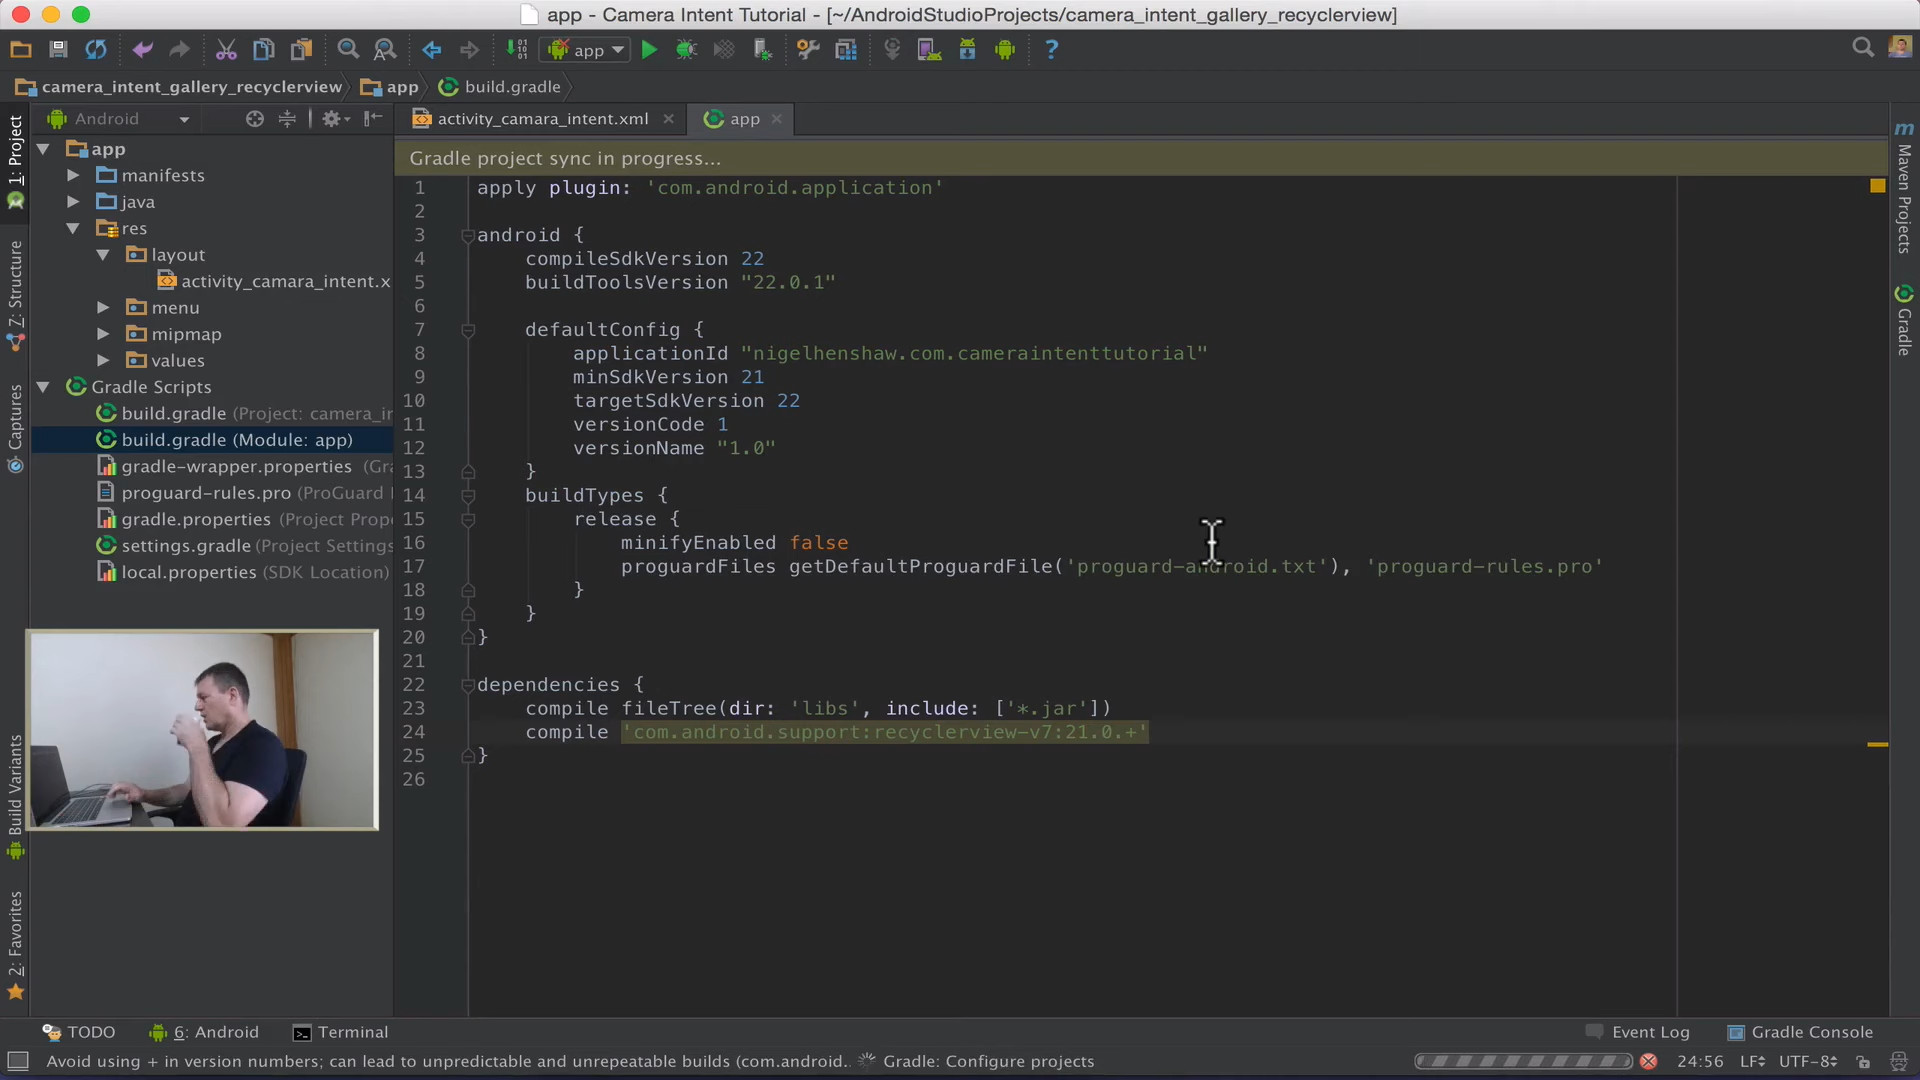 app - Camera Intent Tutorial - [~/AndroidStudioProjects/camera_intent_gallery_recyclerview]
app
camera_intent_gallery_recyclerview app build.gradle
1: Project
Android
activity_camara_intent.xml app
Gradle project sync in progress...
app
manifests
java
res
layout
activity_camara_intent.x
menu
mipmap
values
Gradle Scripts
build.gradle (Project: camera_ir
build.gradle (Module: app)
gradle-wrapper.properties (Gra
proguard-rules.pro (ProGuard
gradle.properties (Project Prope
settings.gradle (Project Settings
local.properties (SDK Location)
Z: Structure
Captures
Build Variants
2: Favorites
1 apply plugin: 'com.android.application'
2
3 android {
4 compileSdkVersion 22
5 buildToolsVersion "22.0.1"
6
7 defaultConfig {
8 applicationId "nigelhenshaw.com.cameraintenttutorial"
9 minSdkVersion 21
10 targetSdkVersion 22
11 versionCode 1
12 versionName "1.0"
13 }
14 buildTypes {
15 release {
16 minifyEnabled false
17 proguardFiles getDefaultProguardFile('proguard-android.txt'), 'proguard-rules.pro'
18 }
19 }
20 }
21
22 dependencies {
23 compile fileTree(dir: 'libs', include: ['*.jar'])
24 compile 'com.android.support:recyclerview-v7:21.0.+'
25 }
26
m Maven Projects
Gradle
TODO 6: Android Terminal Event Log Gradle Console
Avoid using + in version numbers; can lead to unpredictable and unrepeatable builds (com.android.. Gradle: Configure projects 24:56 LF UTF-8